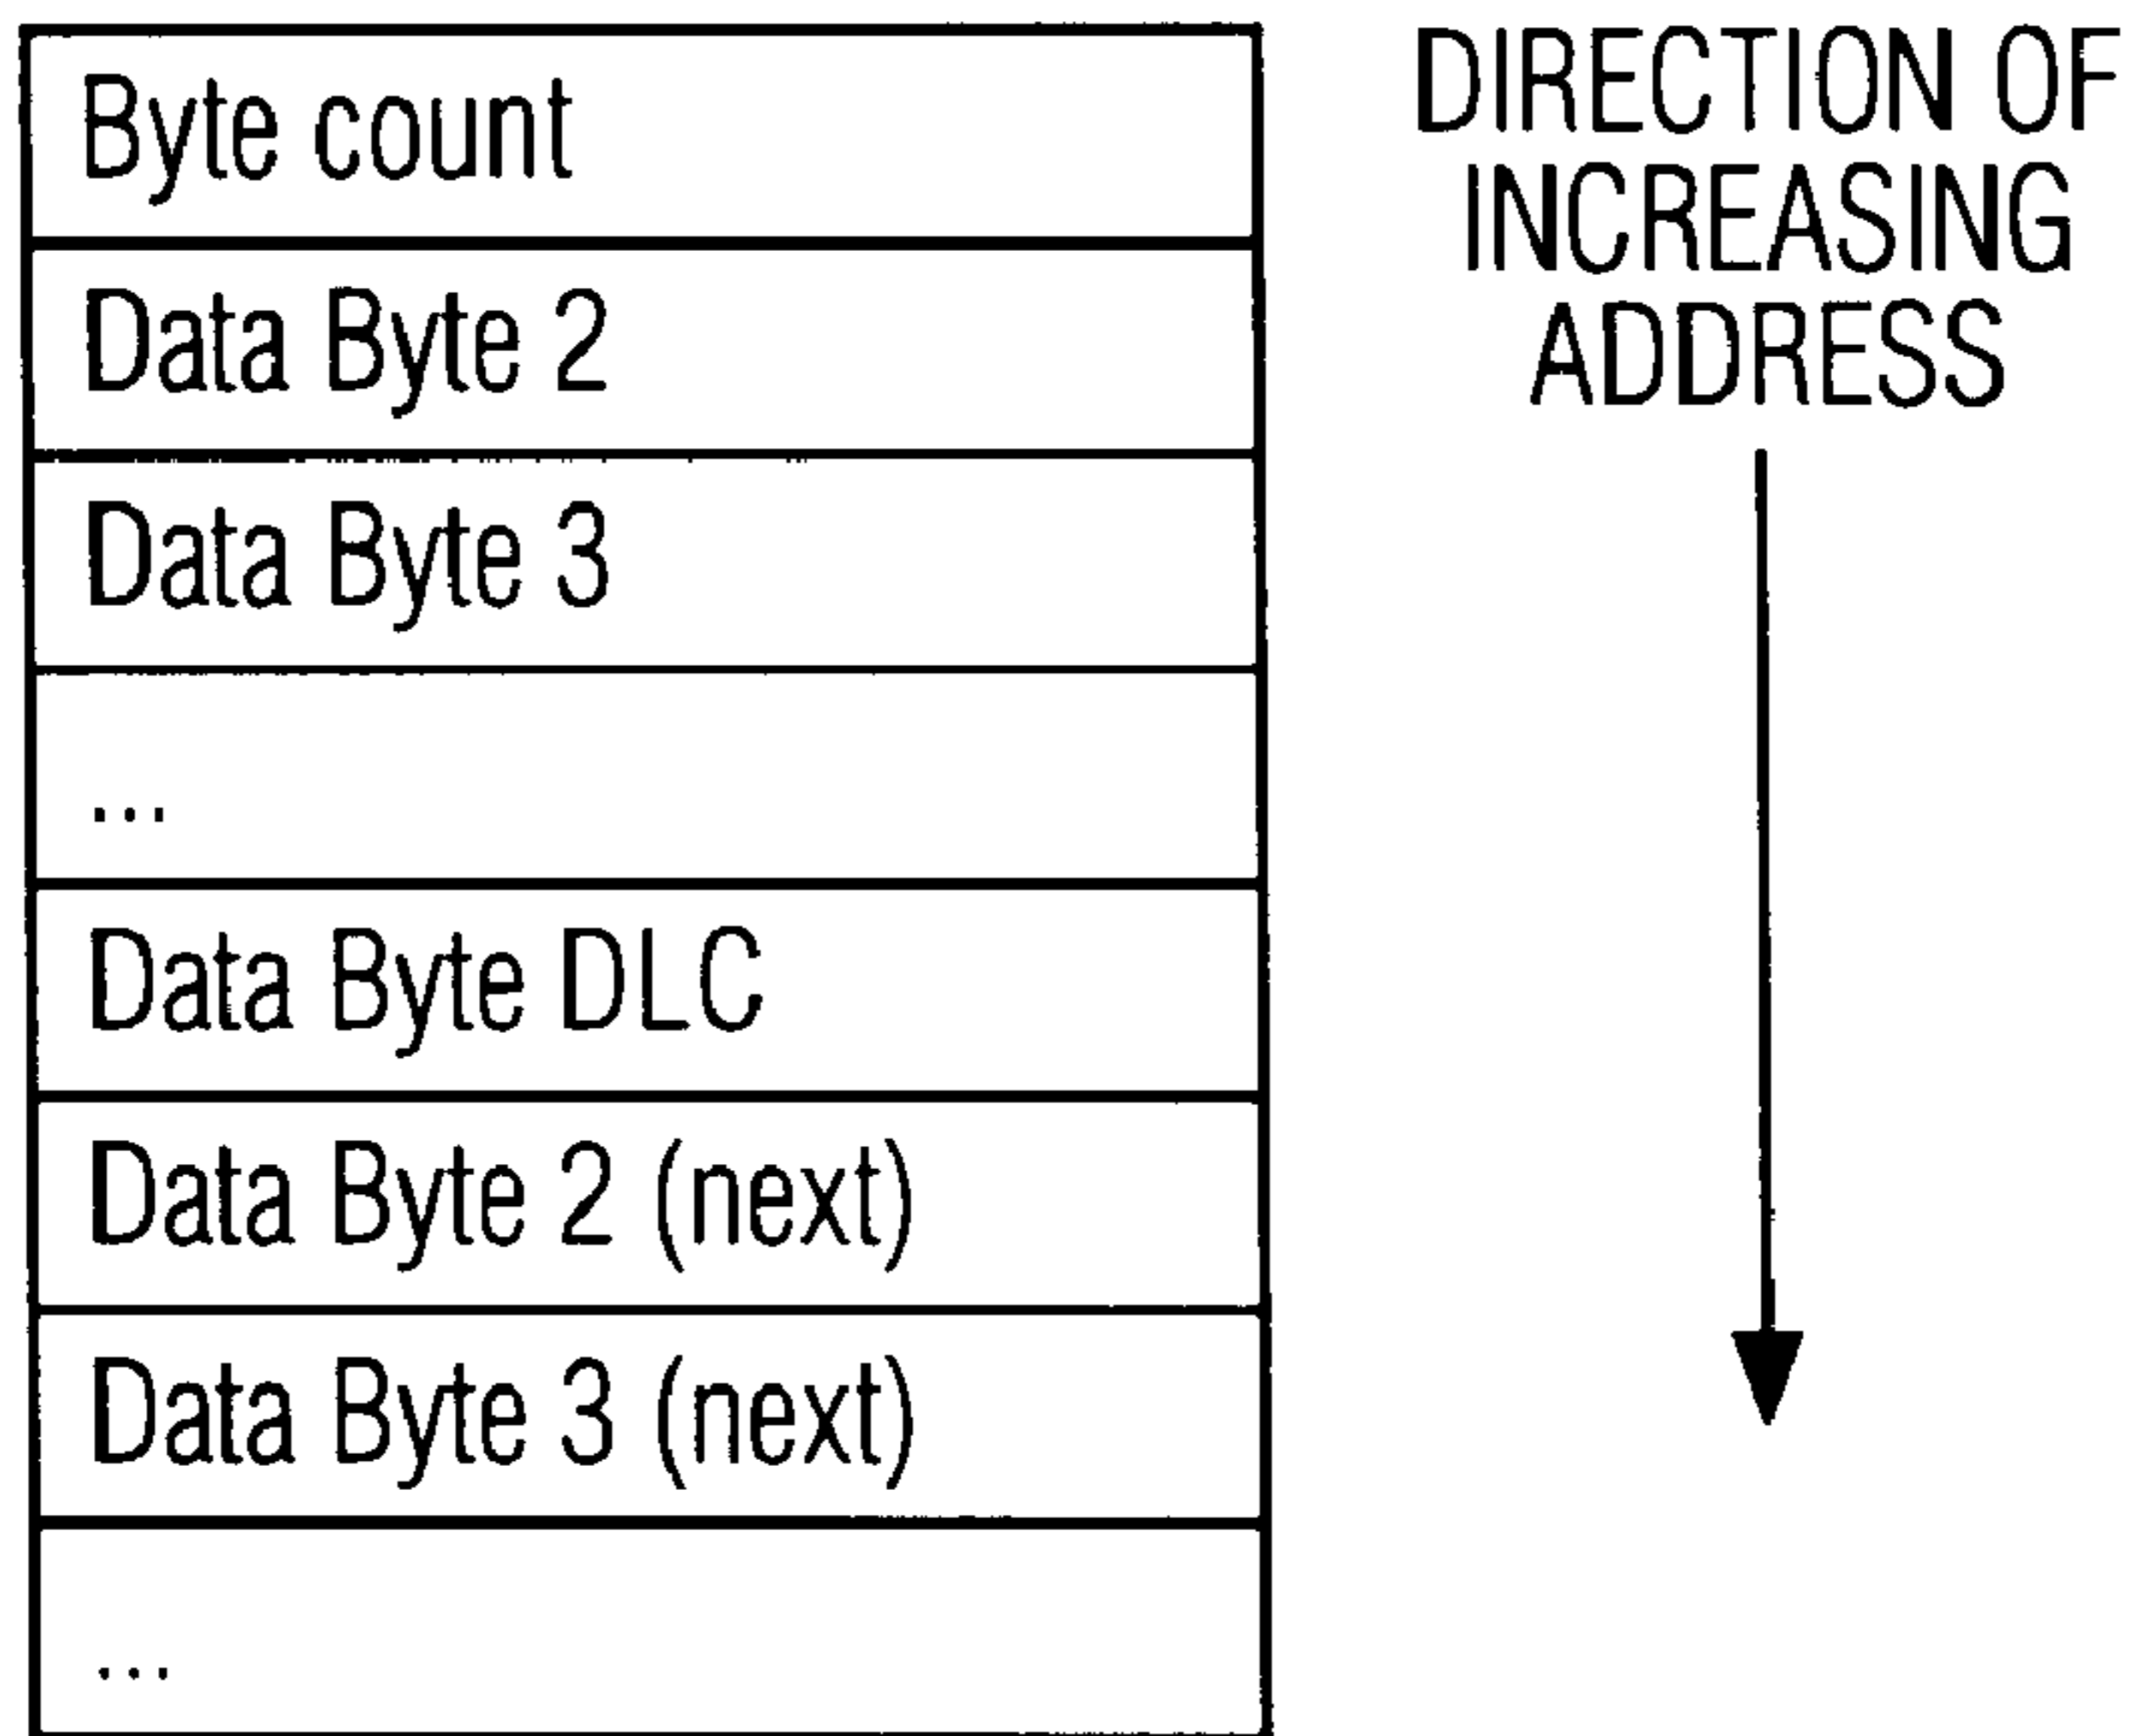 Byte count
Data Byte 2
Data Byte 3
...
Data Byte DLC
Data Byte 2 (next)
Data Byte 3 (next)
...
DIRECTION OF
INCREASING
ADDRESS